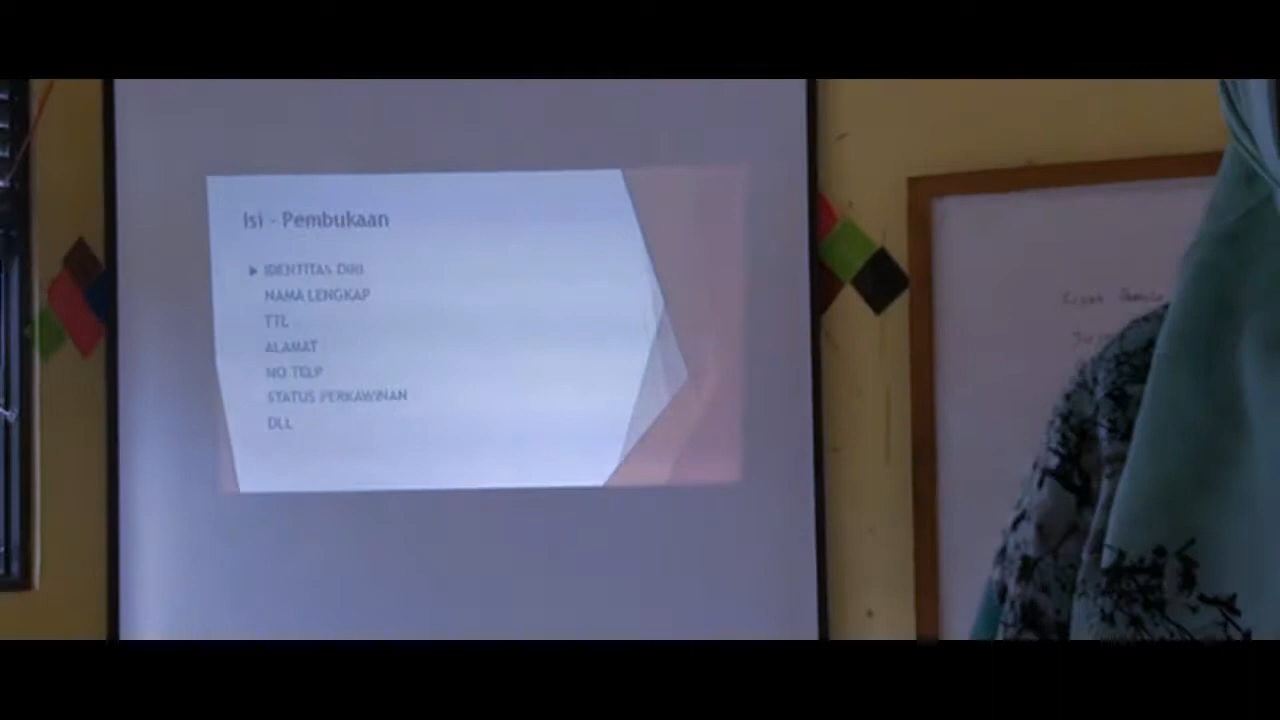 Isi - Pembukaan
IDENTITAS DIRI
NAMA LENGKAP
TTL
ALAMAT
NO TELP
STATUS PERKAWINAN
DLL